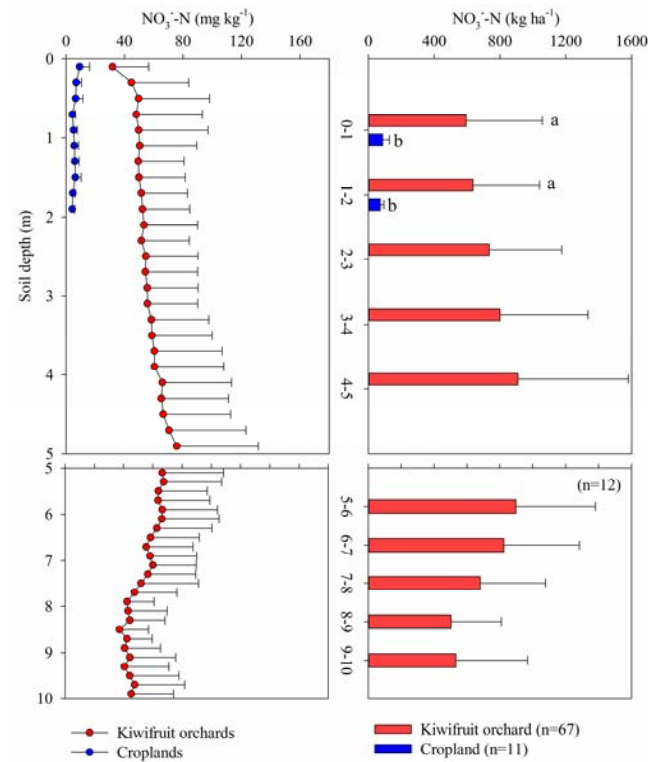 NO₃⁻-N (mg kg⁻¹)
0 40 80 120 160
NO₃⁻-N (kg ha⁻¹)
0 400 800 1200 1600
Soil depth (m)
0
1
2
3
4
5
0-1
a
b
1-2
a
b
2-3
3-4
4-5
5
6
7
8
9
10
(n=12)
5-6
6-7
7-8
8-9
9-10
Kiwifruit orchards
Croplands
Kiwifruit orchard (n=67)
Cropland (n=11)